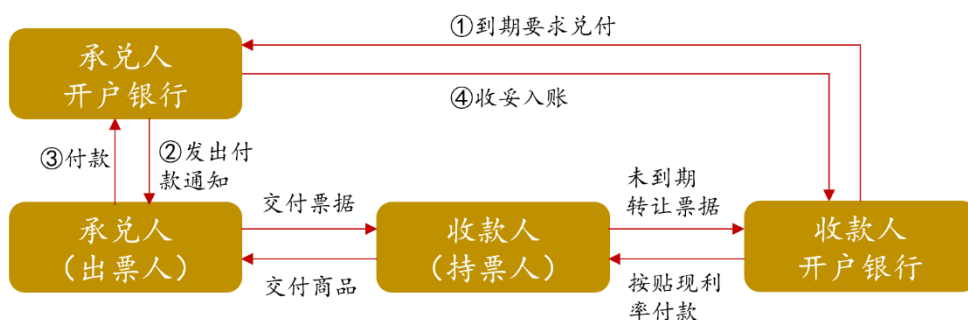 ①到期要求兑付
承兑人
开户银行
④收妥入账
③付款
②发出付
款通知
交付票据
未到期
转让票据
承兑人
（出票人）
收款人
（持票人）
收款人
开户银行
交付商品
按贴现利
率付款